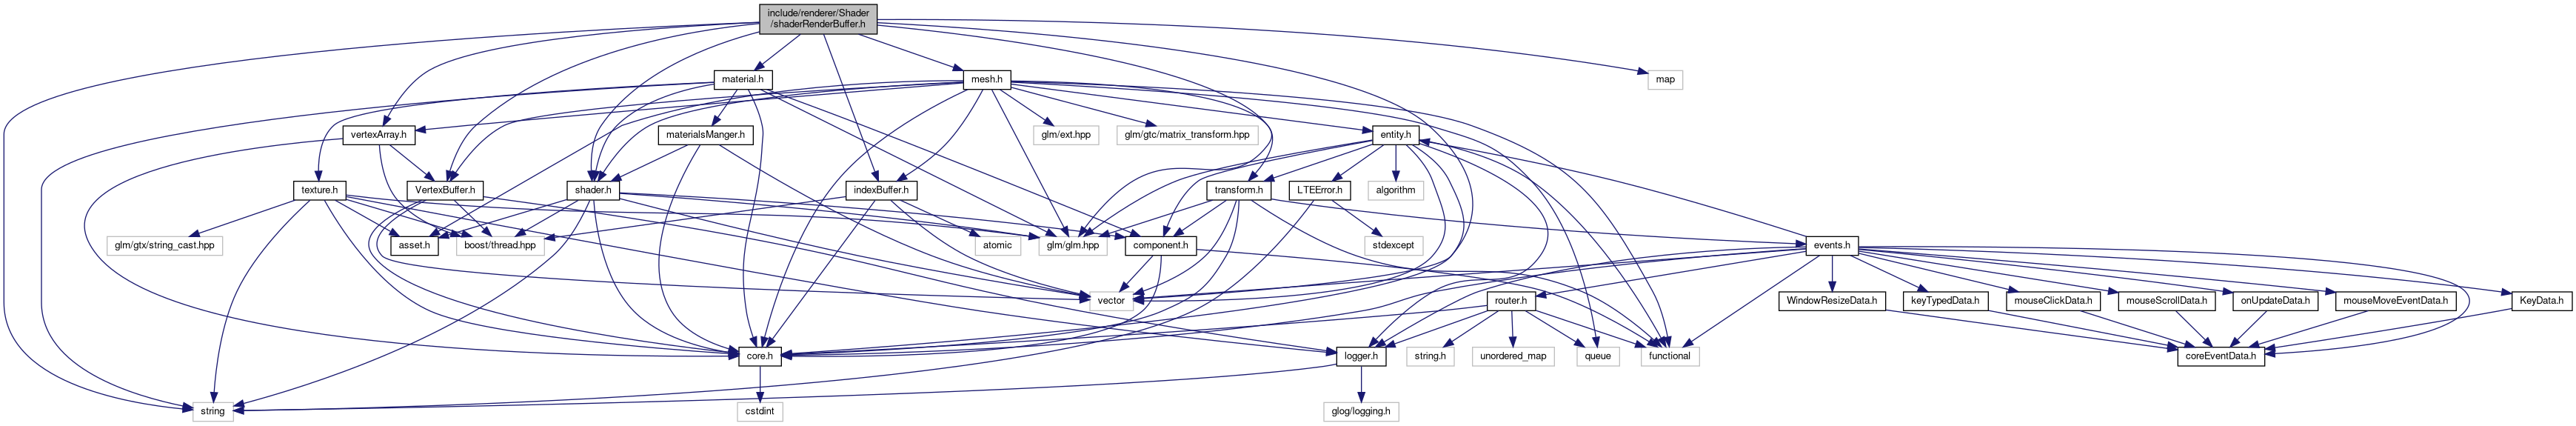 include/renderer/Shader
/shaderRenderBuffer.h
material.h
mesh.h
map
vertexArray.h
materialsManger.h
glm/ext.hpp
glm/gtc/matrix_transform.hpp
entity.h
texture.h
VertexBuffer.h
shader.h
indexBuffer.h
transform.h
LTEError.h
algorithm
glm/gtx/string_cast.hpp
asset.h
boost/thread.hpp
atomic
glm/glm.hpp
component.h
stdexcept
events.h
vector
router.h
WindowResizeData.h
keyTypedData.h
mouseClickData.h
mouseScrollData.h
onUpdateData.h
mouseMoveEventData.h
KeyData.h
core.h
logger.h
string.h
unordered_map
queue
functional
coreEventData.h
string
cstdint
glog/logging.h